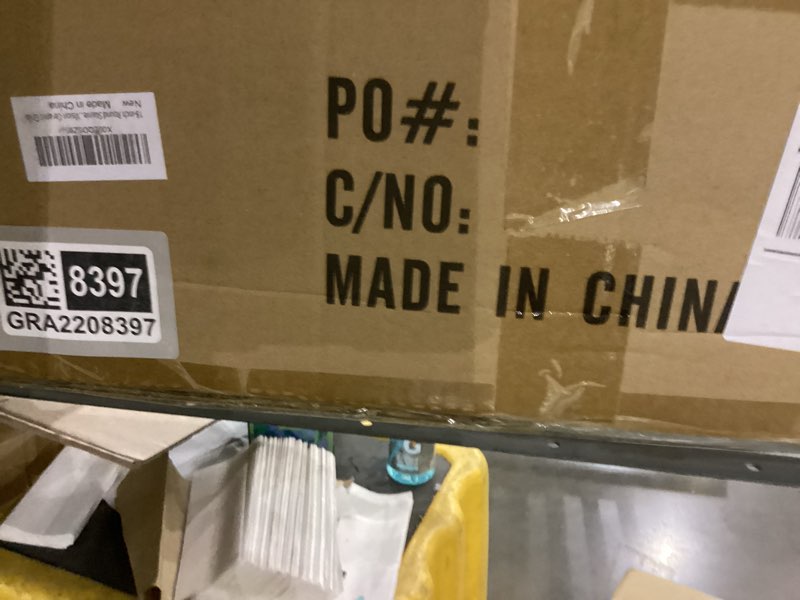 PO#:
C/NO:
MADE IN CHINA
New
Made in China
8397
GRA2208397
G